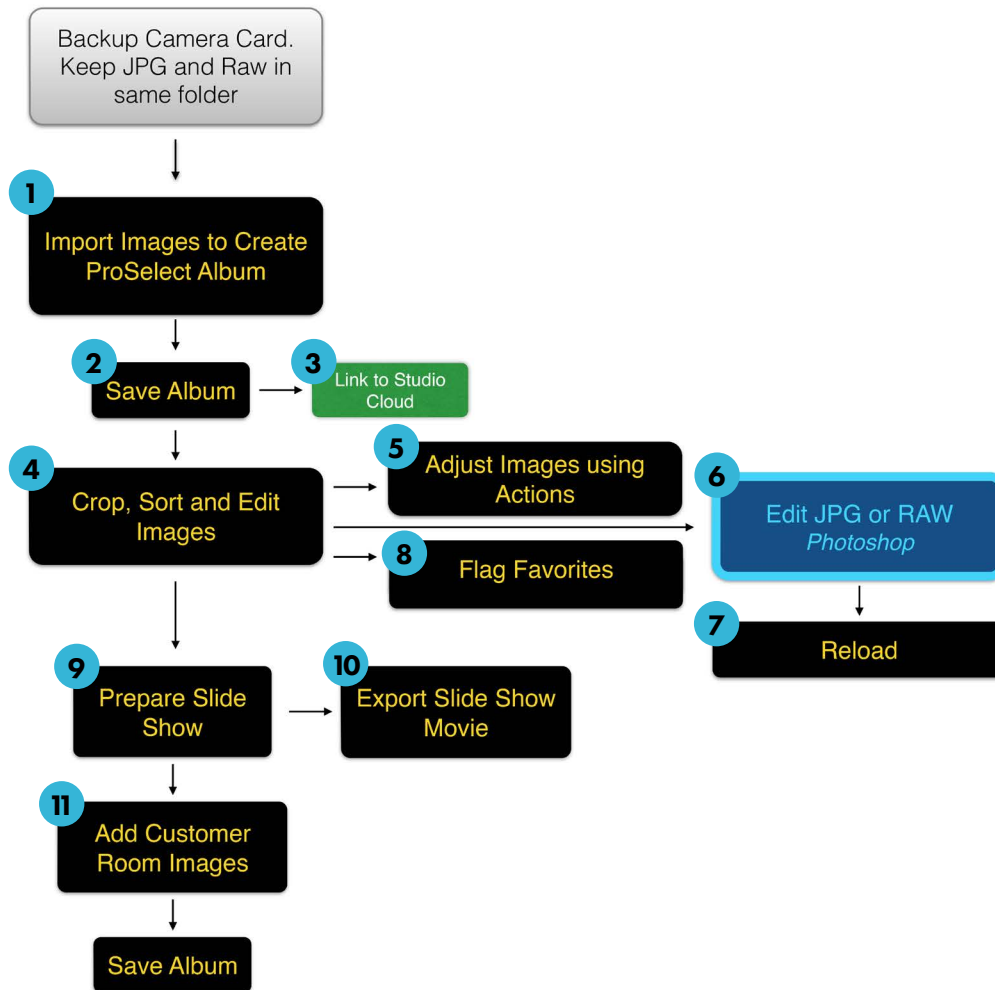 Backup Camera Card.
Keep JPG and Raw in
same folder
1
Import Images to Create
ProSelect Album
2
Save Album
3
Link to Studio
Cloud
4
Crop, Sort and Edit
Images
5
Adjust Images using
Actions
6
Edit JPG or RAW
Photoshop
7
Reload
8
Flag Favorites
9
Prepare Slide
Show
10
Export Slide Show
Movie
11
Add Customer
Room Images
Save Album